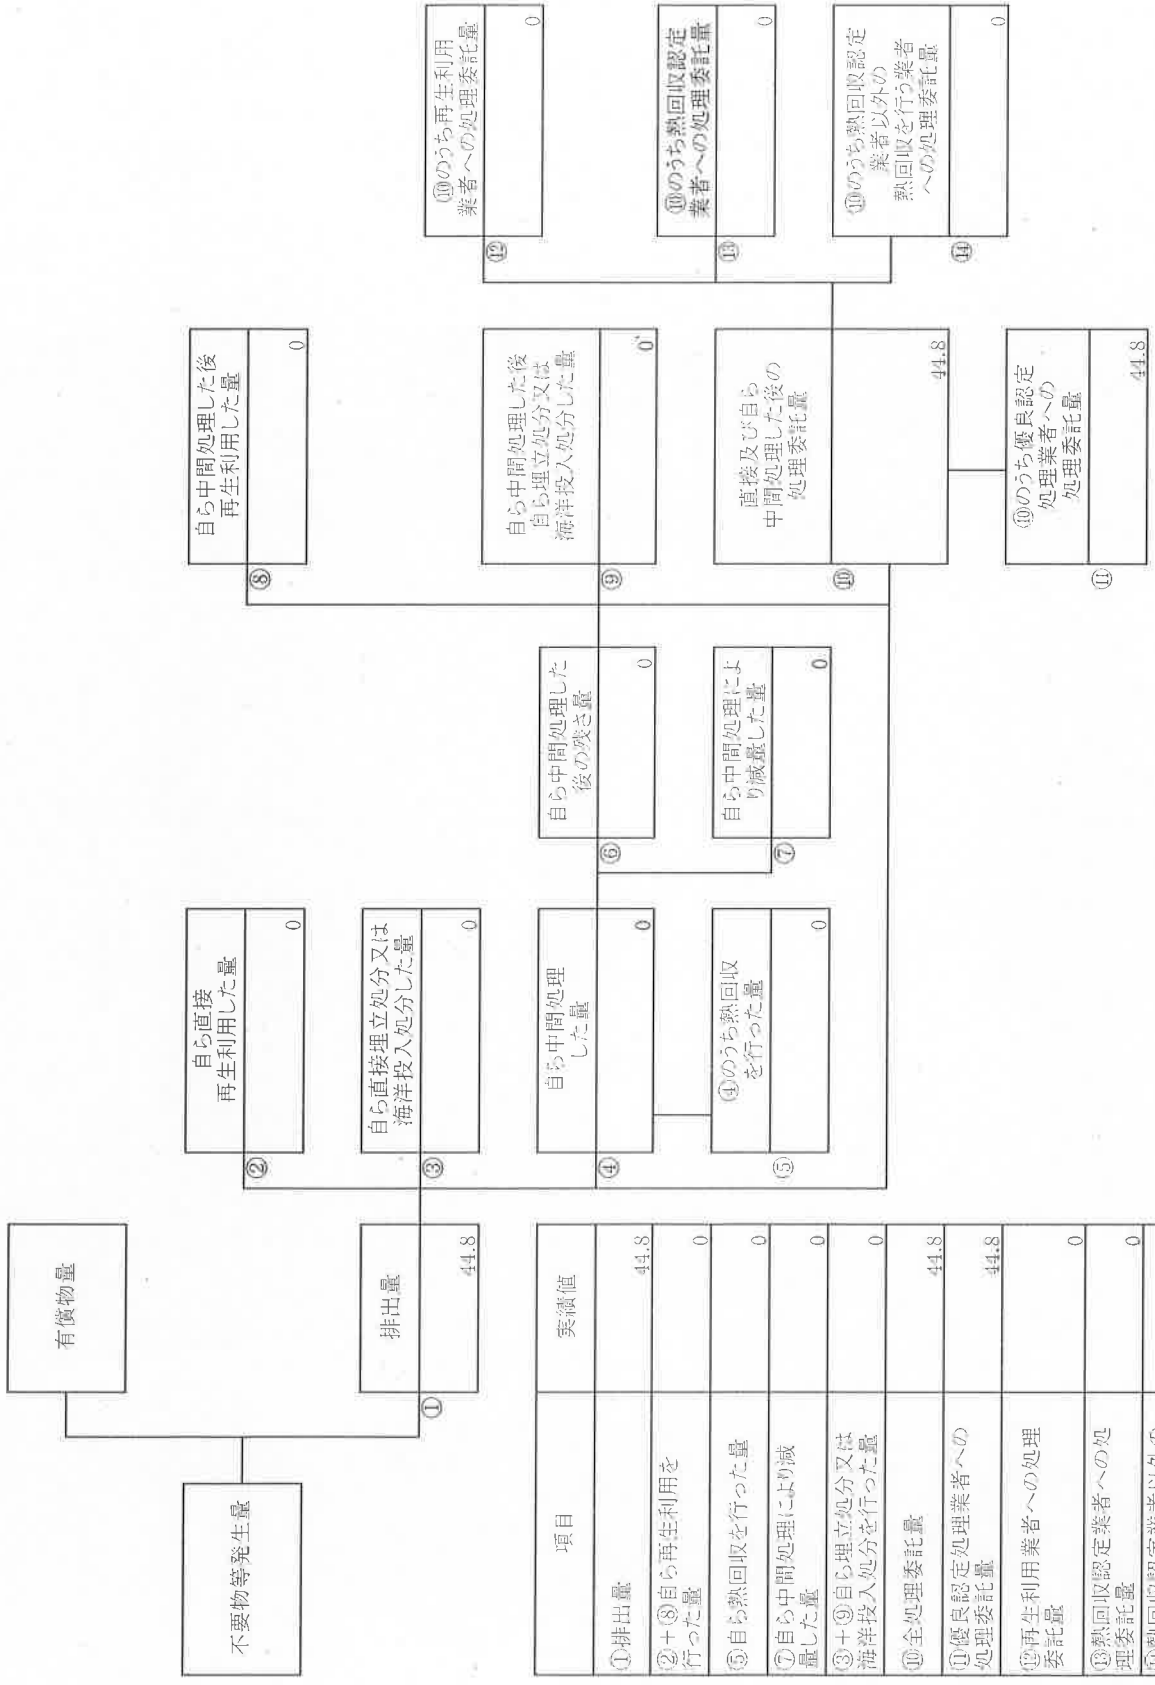 不要物等発生量
有償物量
①
排出量
44.8
②
自ら直接
再生利用した量
0
③
自ら直接埋立処分又は
海洋投入処分した量
0
④
自ら中間処理
した量
0
⑤
④のうち熱回収
を行った量
0
⑥
自ら中間処理した
後の残さ量
0
⑦
自ら中間処理によ
り減量した量
0
⑧
自ら中間処理した後
再生利用した量
0
⑨
自ら中間処理した後
自ら埋立処分又は
海洋投入処分した量
0
⑩
直接及び自ら
中間処理した後の
処理委託量
44.8
⑪
⑩のうち優良認定
処理業者への
処理委託量
44.8
⑫
⑩のうち再生利用
業者への処理委託量
0
⑬
⑩のうち熱回収認定
業者への処理委託量
0
⑭
⑩のうち熱回収認定
業者以外の
熱回収を行う業者
への処理委託量
0
項目 実績値
①排出量 44.8
②+⑧自ら再生利用を
行った量 0
⑤自ら熱回収を行った量 0
⑦自ら中間処理により減
量した量 0
③+⑨自ら埋立処分又は
海洋投入処分を行った量 0
⑩全処理委託量 44.8
⑪優良認定処理業者への
処理委託量 44.8
⑫再生利用業者への処理
委託量 0
⑬熱回収認定業者への処
理委託量 0
⑭熱回収認定業者以外の